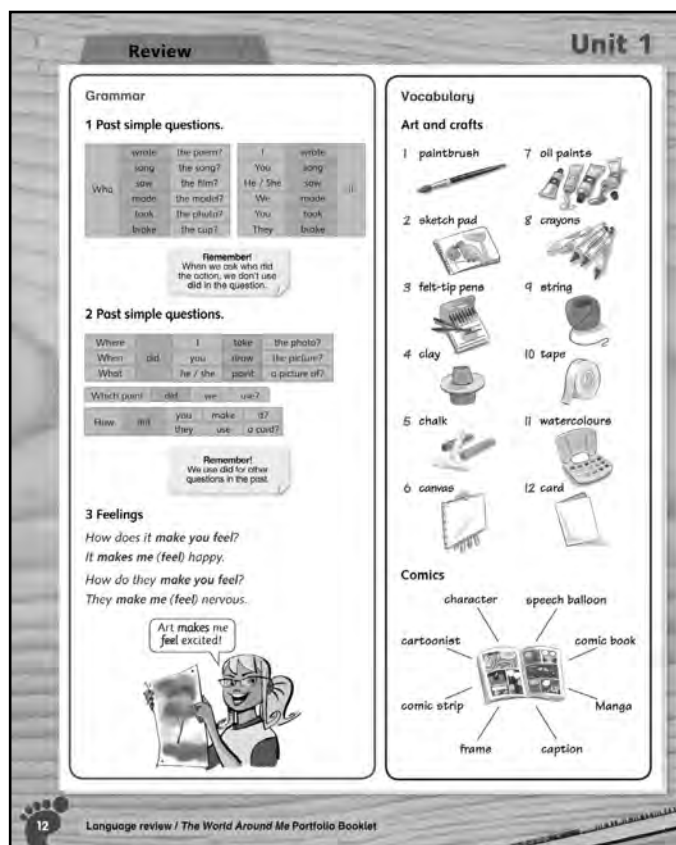 Review
Unit 1
Grammar
1 Past simple questions.
Who
wrote the poem?
sang the song?
saw the film?
made the model?
took the photo?
broke the cup?
I wrote
You sang
He / She saw
We made
You took
They broke
it.
Remember!
When we ask who did
the action, we don't use
did in the question.
2 Past simple questions.
Where
When
What
did
I take the photo?
you draw the picture?
he / she paint a picture of?
Which paint did we use?
How did
you make it?
they use a card?
Remember!
We use did for other
questions in the past.
3 Feelings
How does it make you feel?
It makes me (feel) happy.
How do they make you feel?
They make me (feel) nervous.
Art makes me
feel excited!
Vocabulary
Art and crafts
1 paintbrush
2 sketch pad
3 felt-tip pens
4 clay
5 chalk
6 canvas
7 oil paints
8 crayons
9 string
10 tape
11 watercolours
12 card
Comics
character
speech balloon
cartoonist
comic book
comic strip
Manga
frame
caption
12
Language review / The World Around Me Portfolio Booklet